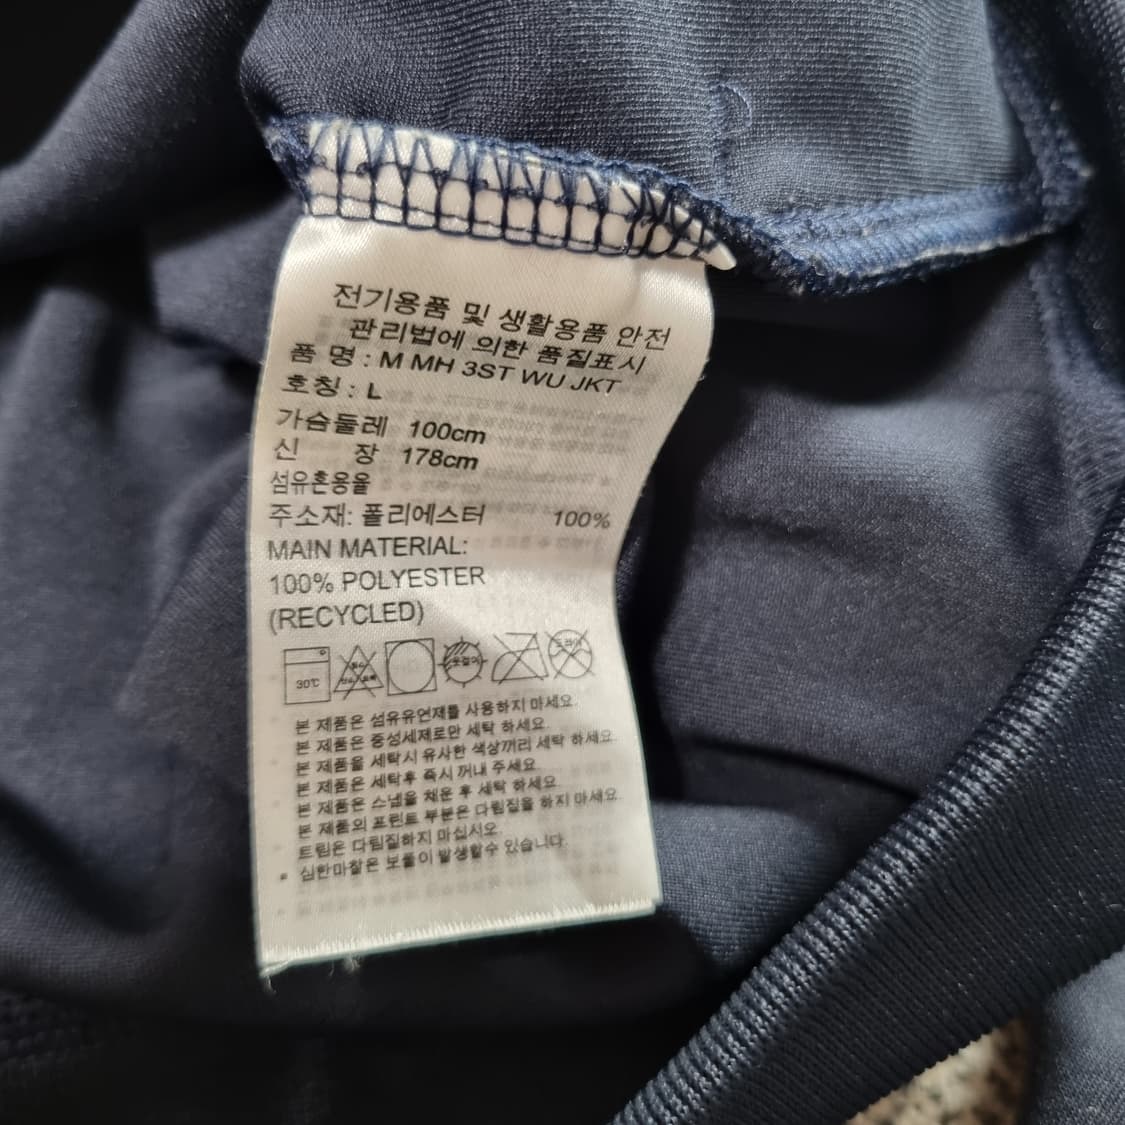 전기용품 및 생활용품 안전
관리법에 의한 품질표시
품 명 : M MH 3ST WU JKT
호칭 : L
가슴둘레 100cm
신 장 178cm
섬유혼용율
주소재: 폴리에스터 100%
MAIN MATERIAL:
100% POLYESTER
(RECYCLED)
30℃
본 제품은 섬유유연제를 사용하지 마세요.
본 제품은 중성세제로만 세탁 하세요.
본 제품을 세탁시 유사한 색상끼리 세탁 하세요.
본 제품은 세탁후 즉시 꺼내 주세요.
본 제품은 스냅을 채운 후 세탁 하세요.
본 제품의 프린트 부분은 다림질을 하지 마세요.
트림은 다림질하지 마십시오.
* 심한마찰은 보풀이 발생할수 있습니다.